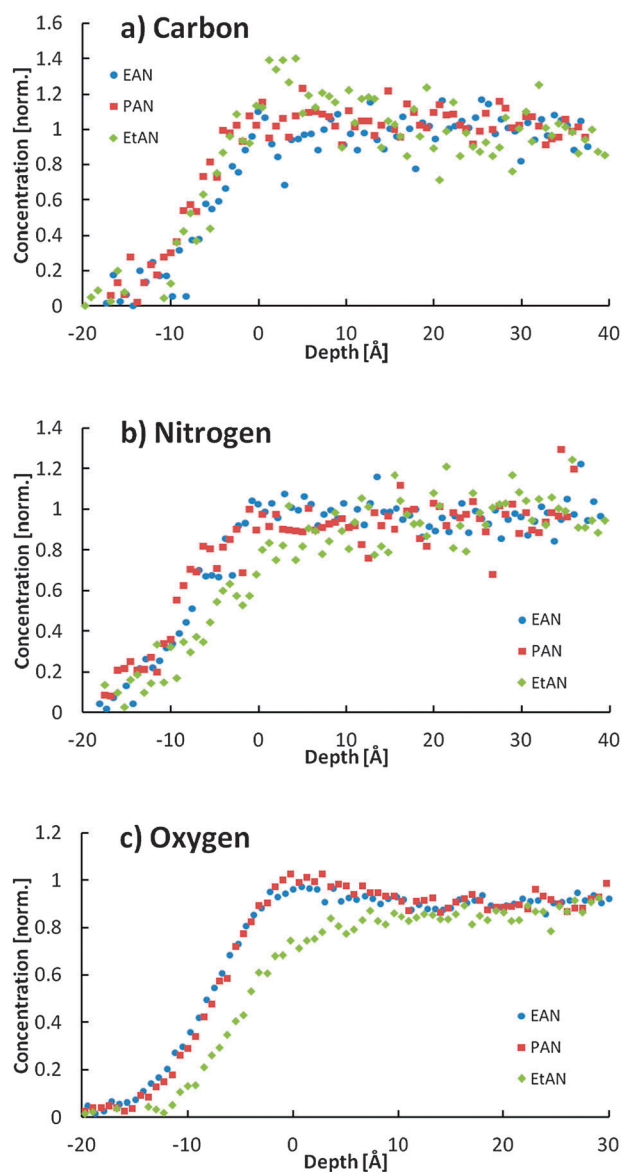 a) Carbon
EAN
PAN
EtAN
Concentration [norm.]
1.6
1.4
1.2
1
0.8
0.6
0.4
0.2
0
-20
-10
0
10
20
30
40
Depth [Å]
b) Nitrogen
Concentration [norm.]
1.4
1.2
1
0.8
0.6
0.4
0.2
0
EAN
PAN
EtAN
-20
-10
0
10
20
30
40
Depth [Å]
c) Oxygen
Concentration [norm.]
1.2
1
0.8
0.6
0.4
0.2
0
EAN
PAN
EtAN
-20
-10
0
10
20
30
Depth [Å]